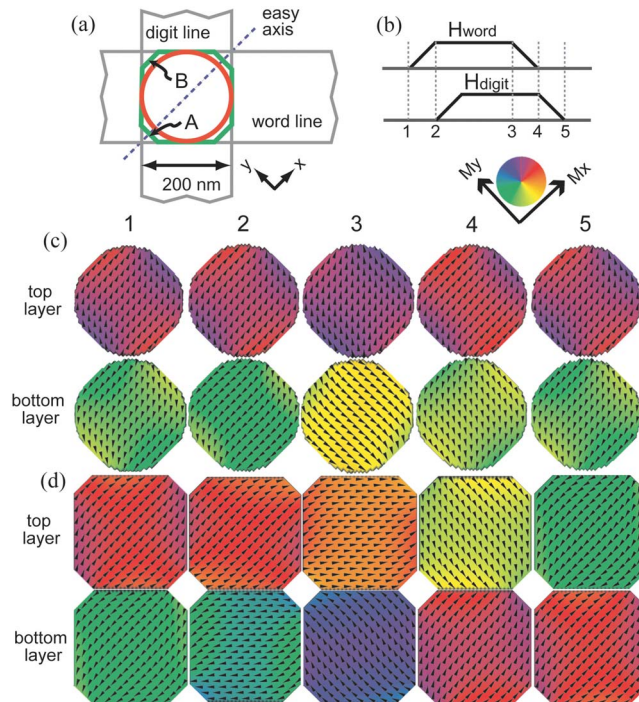 (a)
digit line
easy
axis
B
A
word line
200 nm
y
x
(b)
Hword
Hdigit
1 2 3 4 5
My
Mx
1 2 3 4 5
(c)
top
layer
bottom
layer
(d)
top
layer
bottom
layer